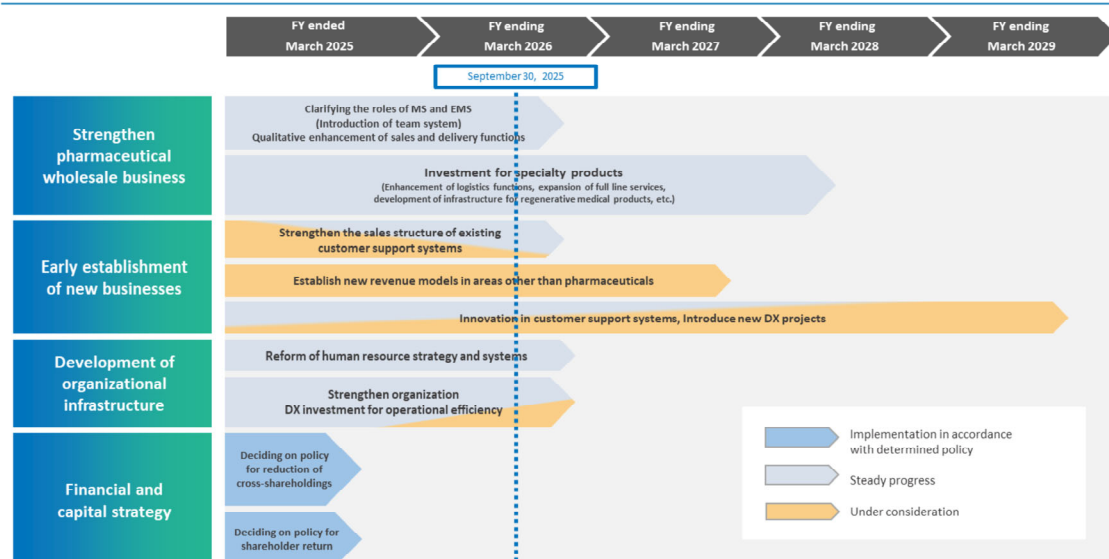 FY ended
March 2025
FY ending
March 2026
FY ending
March 2027
FY ending
March 2028
FY ending
March 2029
September 30, 2025
Strengthen
pharmaceutical
wholesale business
Clarifying the roles of MS and EMS
(Introduction of team system)
Qualitative enhancement of sales and delivery functions
Investment for specialty products
(Enhancement of logistics functions, expansion of full line services,
development of infrastructure for regenerative medical products, etc.)
Early establishment
of new businesses
Strengthen the sales structure of existing
customer support systems
Establish new revenue models in areas other than pharmaceuticals
Innovation in customer support systems, Introduce new DX projects
Development of
organizational
infrastructure
Reform of human resource strategy and systems
Strengthen organization
DX investment for operational efficiency
Financial and
capital strategy
Deciding on policy
for reduction of
cross-shareholdings
Deciding on policy for
shareholder return
Implementation in accordance
with determined policy
Steady progress
Under consideration